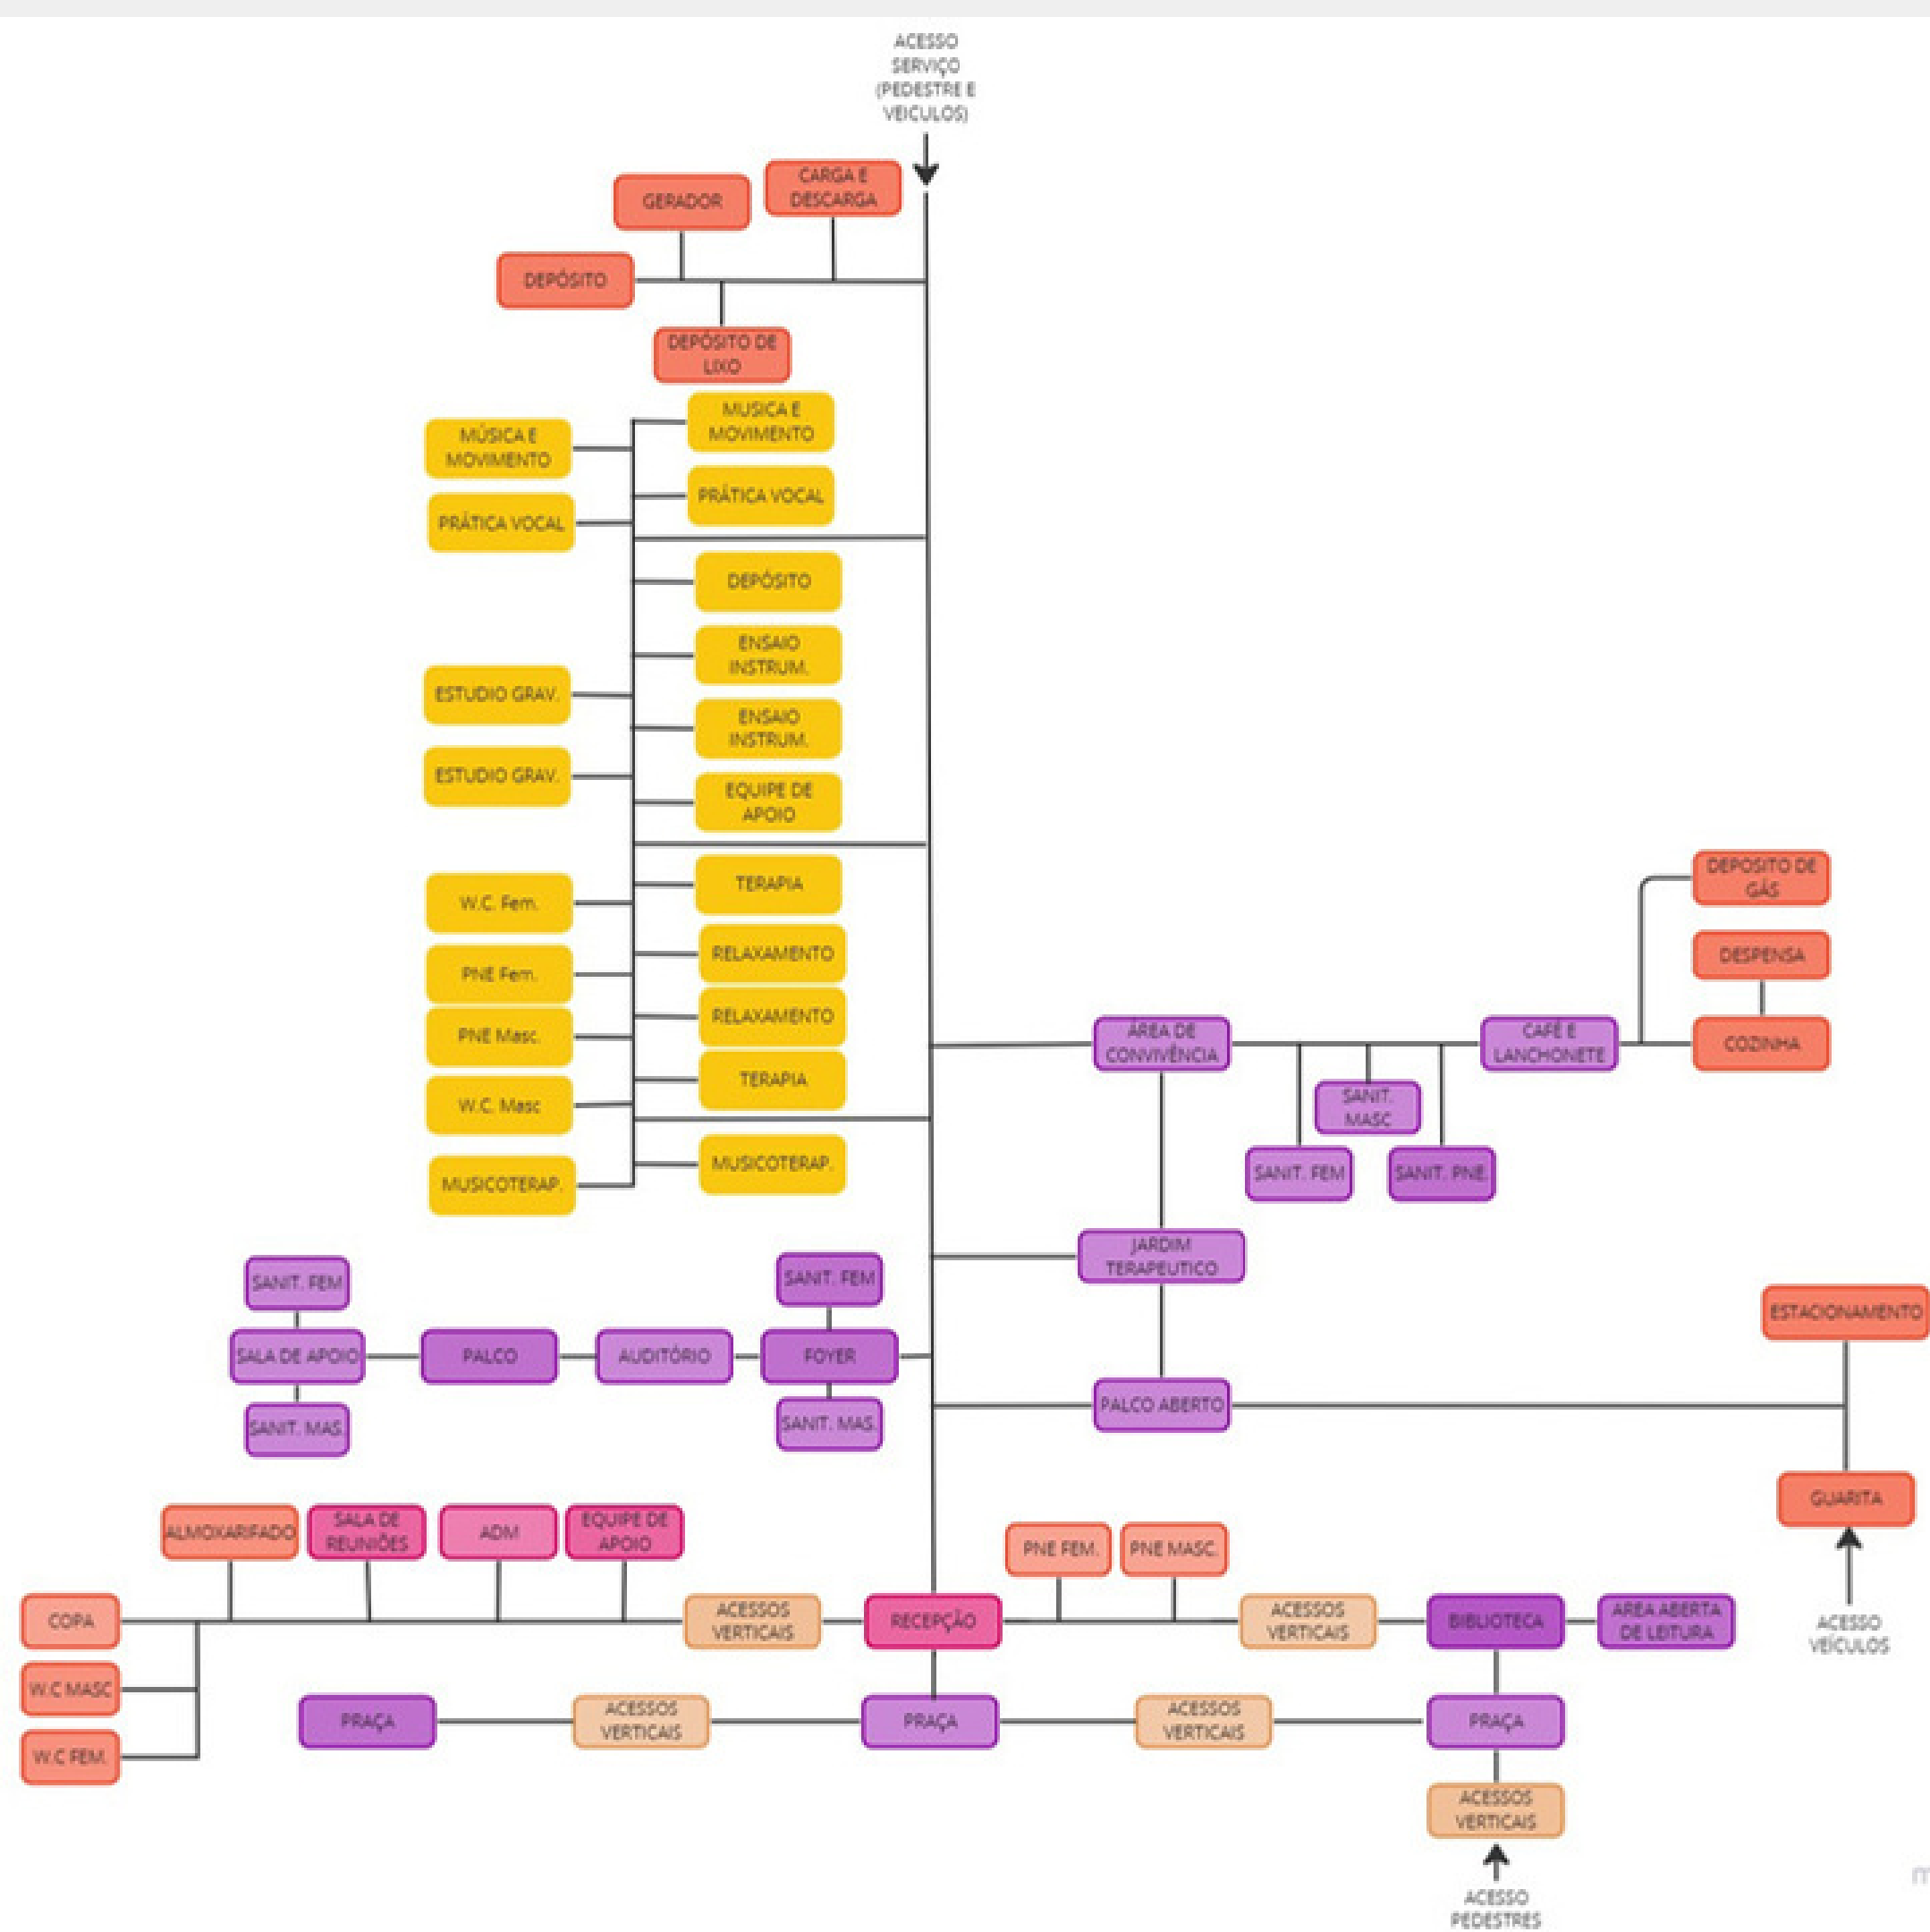 ACESSO
SERVIÇO
(PEDESTRE E
VEICULOS)
CARGA E
DESCARGA
GERADOR
DEPÓSITO
DEPÓSITO DE
LIXO
MUSICA E
MOVIMENTO
MÚSICA E
MOVIMENTO
PRÁTICA VOCAL
PRÁTICA VOCAL
DEPÓSITO
ENSAIO
INSTRUM.
ESTUDIO GRAV.
ENSAIO
INSTRUM.
ESTUDIO GRAV.
EQUIPE DE
APOIO
TERAPIA
W.C. Fem.
RELAXAMENTO
PNE Fem.
RELAXAMENTO
PNE Masc.
TERAPIA
W.C. Masc
MUSICOTERAP.
MUSICOTERAP.
DEPOSITO DE
GÁS
DESPENSA
ÁREA DE
CONVIVÊNCIA
CAFÉ E
LANCHONETE
COZINHA
SANIT.
MASC
SANIT. FEM
SANIT. PNE.
JARDIM
TERAPEUTICO
SANIT. FEM
SANIT. FEM
ESTACIONAMENTO
SALA DE APOIO
PALCO
AUDITÓRIO
FOYER
PALCO ABERTO
SANIT. MAS.
SANIT. MAS.
GUARITA
ALMOXARIFADO
SALA DE
REUNIÕES
ADM
EQUIPE DE
APOIO
PNE FEM.
PNE MASC.
COPA
ACESSOS
VERTICAIS
RECEPÇÃO
ACESSOS
VERTICAIS
BIBLIOTECA
AREA ABERTA
DE LEITURA
ACESSO
VEÍCULOS
W.C MASC
PRAÇA
ACESSOS
VERTICAIS
PRAÇA
ACESSOS
VERTICAIS
PRAÇA
W.C FEM.
ACESSOS
VERTICAIS
ACESSO
PEDESTRES